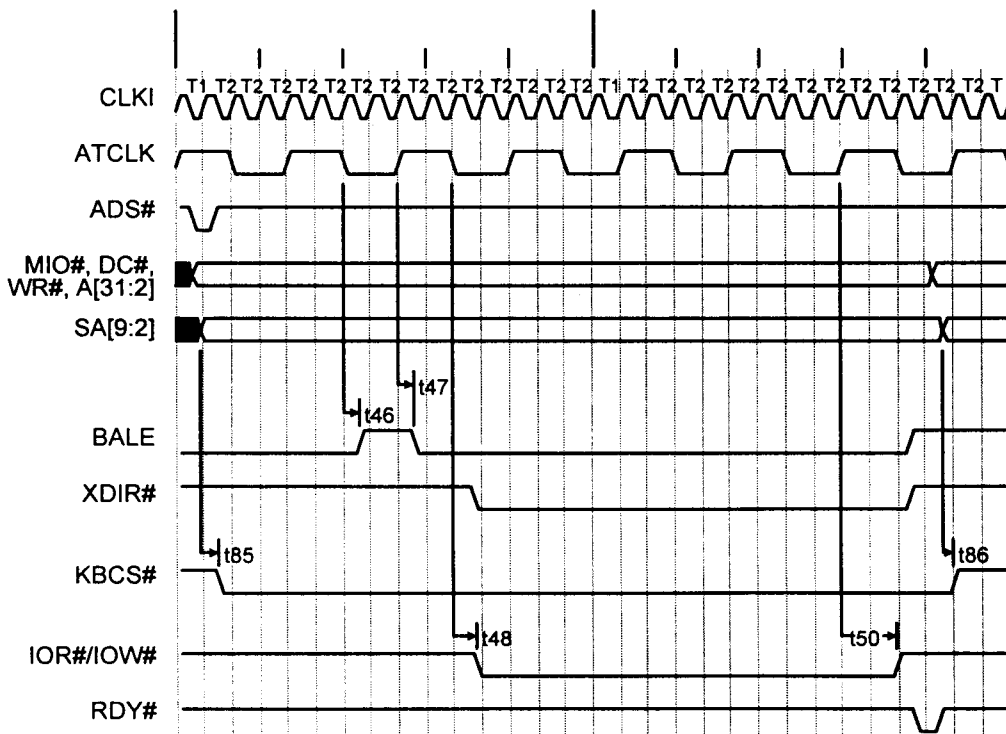 T1 T2 T2 T2 T2 T2 T2 T2 T2 T2 T2 T2 T2 T2 T2 T1 T2 T2 T2 T2 T2 T2 T2 T2 T2 T2 T2 T2 T2 T
CLKI
ATCLK
ADS#
MIO#, DC#,
WR#, A[31:2]
SA[9:2]
t47
t46
BALE
XDIR#
t85
t86
KBCS#
t48
t50
IOR#/IOW#
RDY#